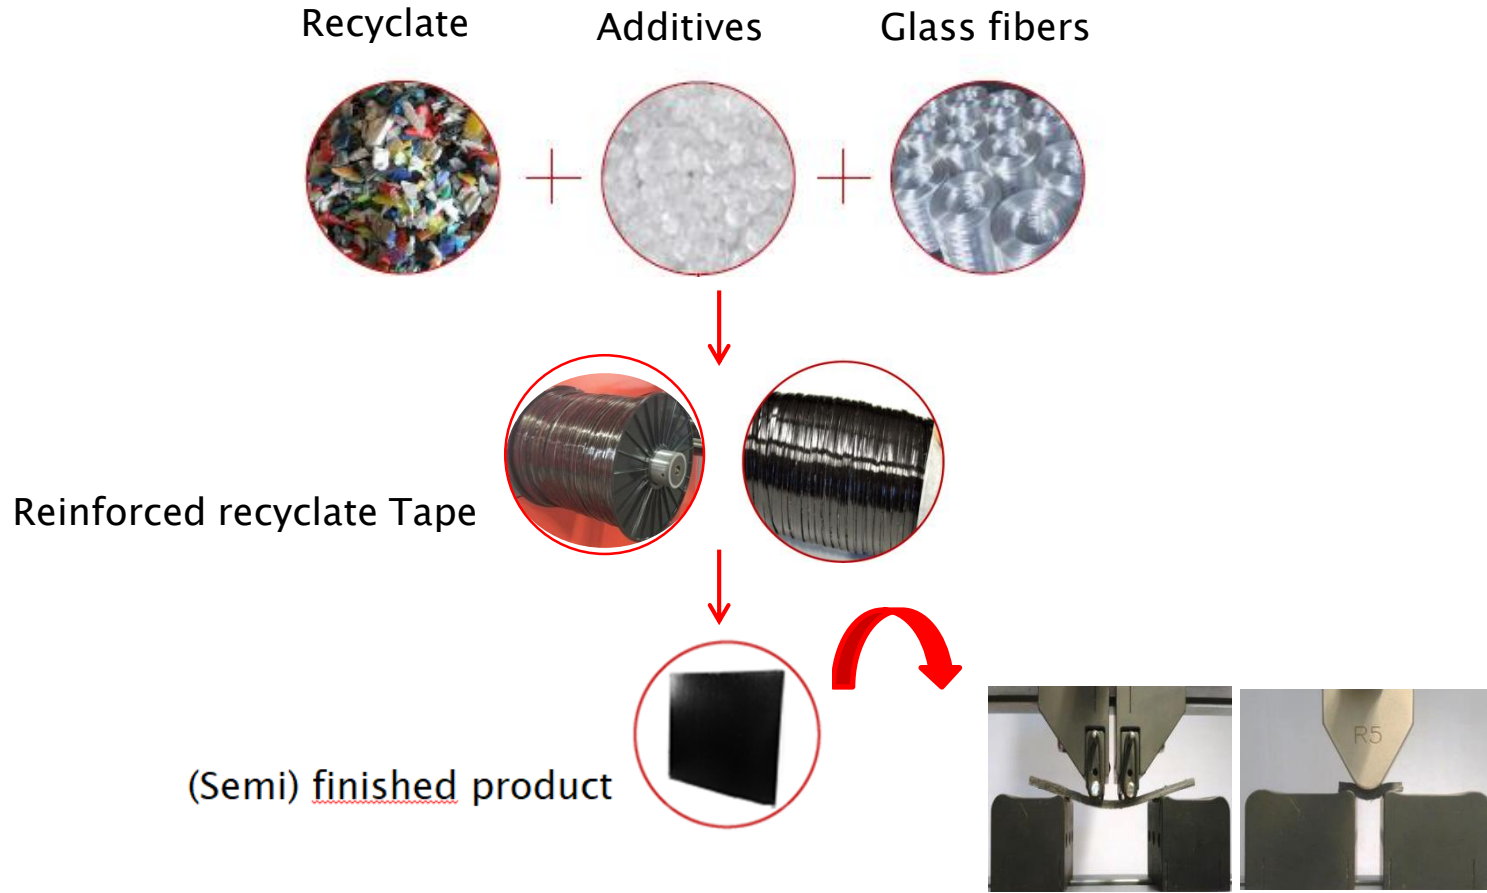 Recyclate
Additives
Glass fibers
Reinforced recyclate Tape
(Semi) finished product
R5